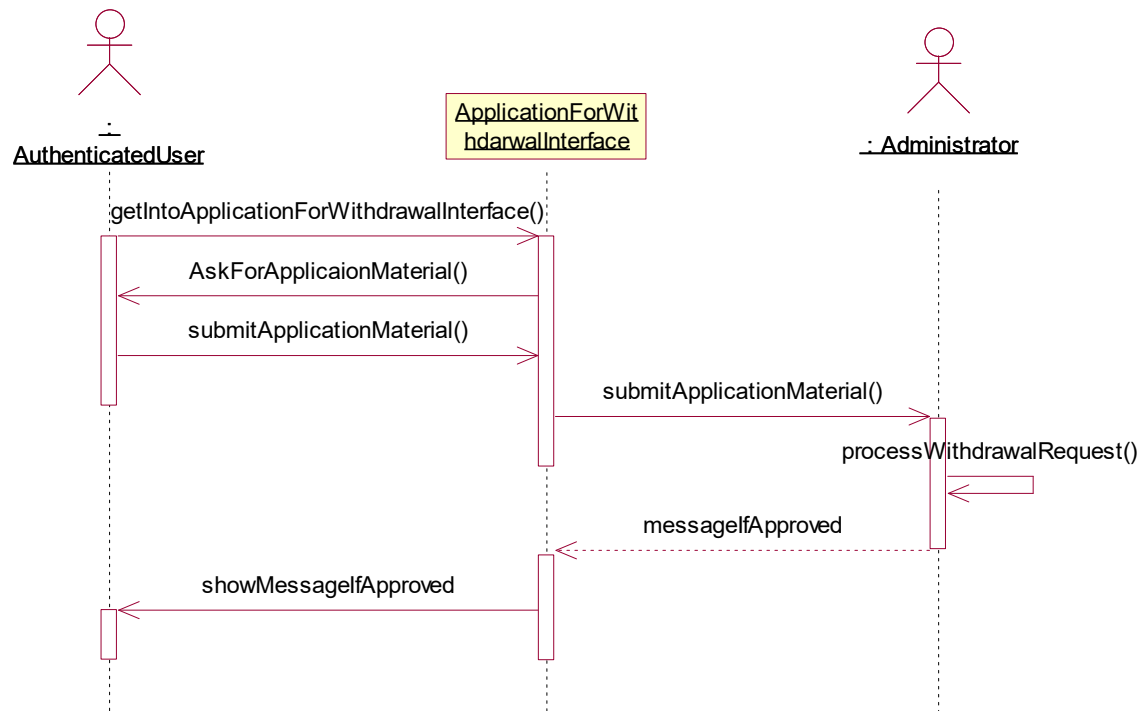 :
AuthenticatedUser
ApplicationForWit
hdarwalInterface
: Administrator
getIntoApplicationForWithdrawalInterface()
AskForApplicaionMaterial()
submitApplicationMaterial()
submitApplicationMaterial()
processWithdrawalRequest()
messageIfApproved
showMessageIfApproved